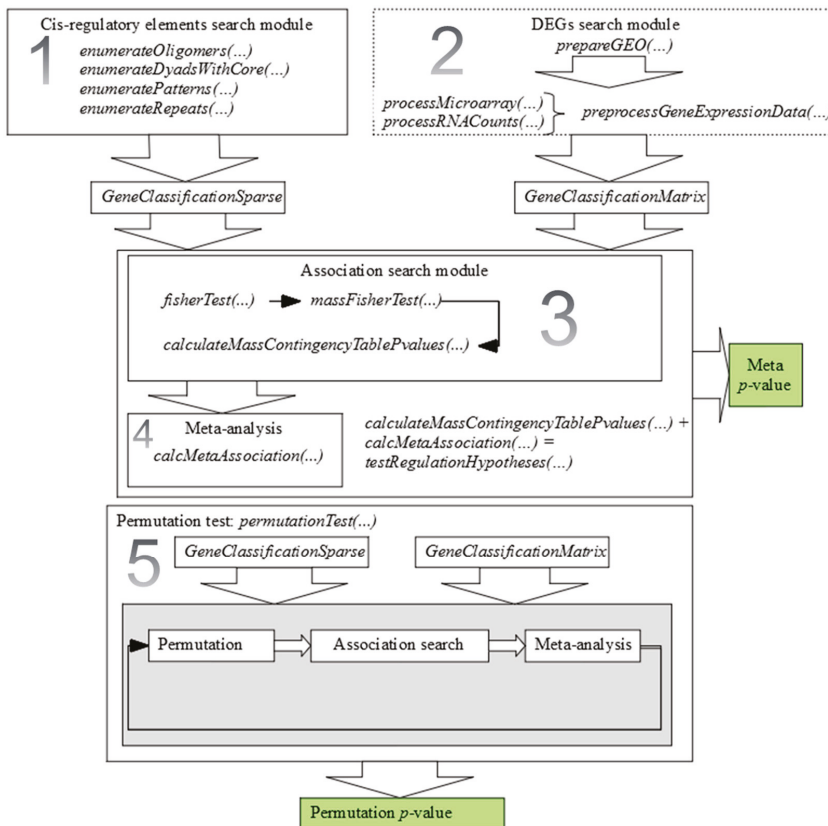 1
Cis-regulatory elements search module
enumerateOligomers(...)
enumerateDyadsWithCore(...)
enumeratePatterns(...)
enumerateRepeats(...)
2
DEGs search module
prepareGEO(...)
processMicroarray(...)
processRNACounts(...)
preprocessGeneExpressionData(...)
GeneClassificationSparse
GeneClassificationMatrix
Association search module
3
fisherTest(...)
massFisherTest(...)
calculateMassContingencyTablePvalues(...)
Meta
p-value
4
Meta-analysis
calcMetaAssociation(...)
calculateMassContingencyTablePvalues(...) +
calcMetaAssociation(...) =
testRegulationHypotheses(...)
Permutation test: permutationTest(...)
5
GeneClassificationSparse
GeneClassificationMatrix
Permutation
Association search
Meta-analysis
Permutation p-value